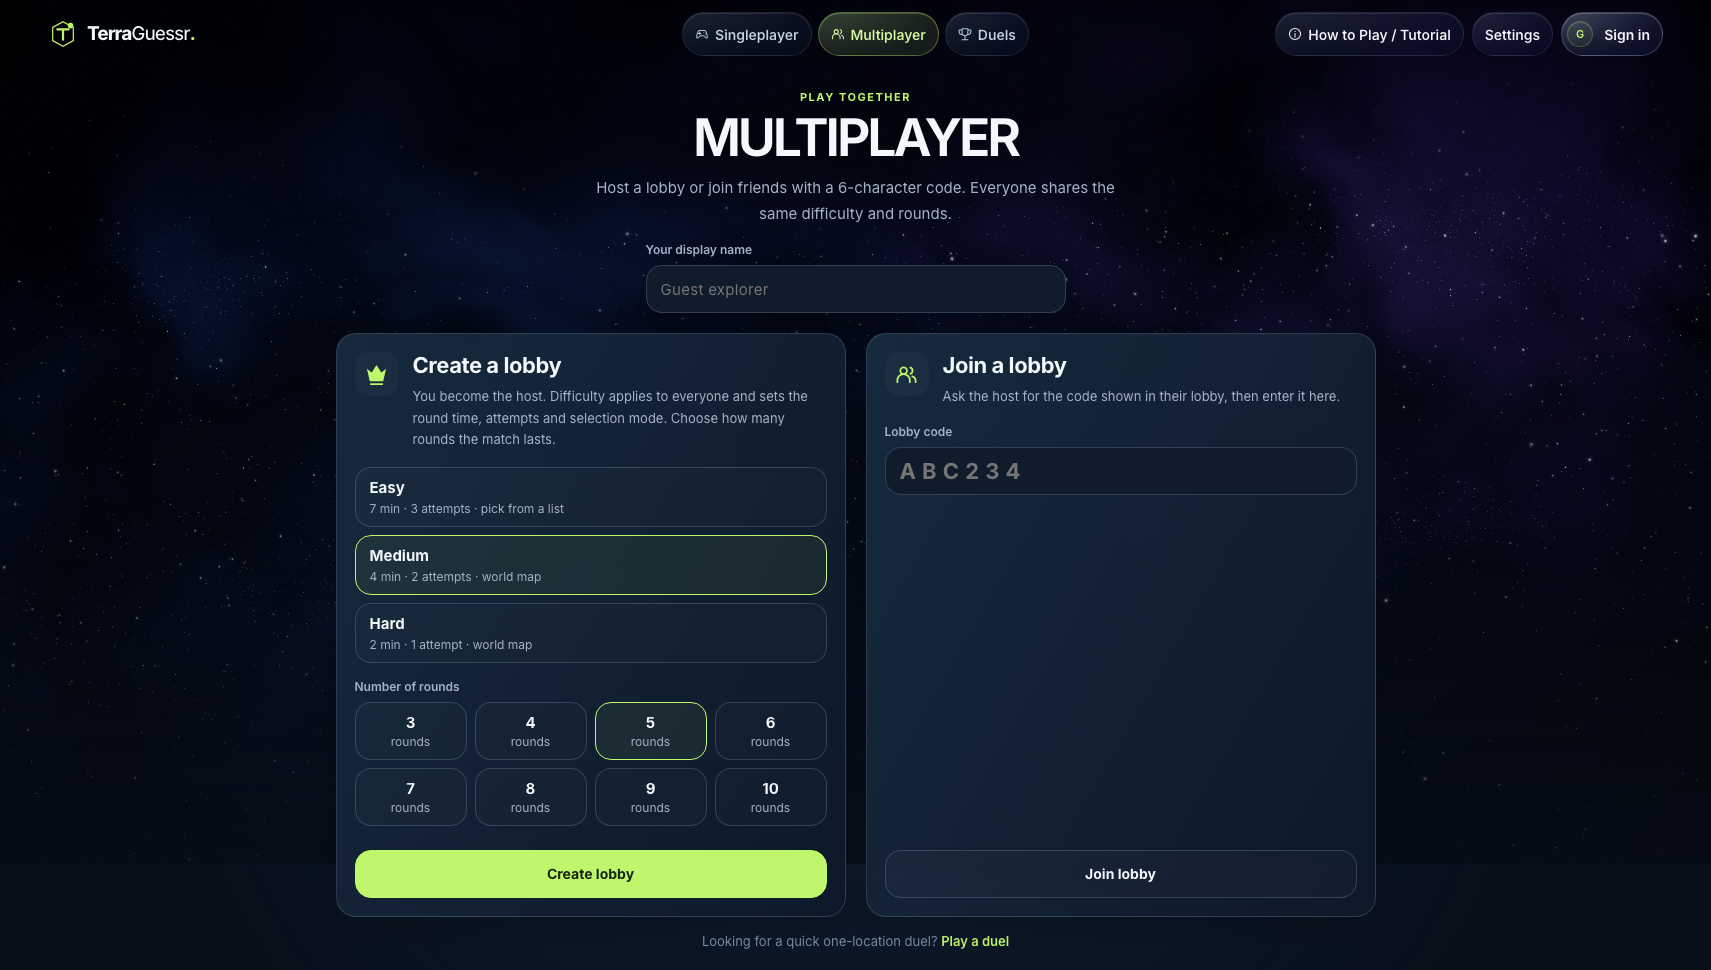 TerraGuessr.
Singleplayer
Multiplayer
Duels
How to Play / Tutorial
Settings
G
Sign in
PLAY TOGETHER
MULTIPLAYER
Host a lobby or join friends with a 6-character code. Everyone shares the
same difficulty and rounds.
Your display name
Guest explorer
Create a lobby
You become the host. Difficulty applies to everyone and sets the
round time, attempts and selection mode. Choose how many
rounds the match lasts.
Easy
7 min · 3 attempts · pick from a list
Medium
4 min · 2 attempts · world map
Hard
2 min · 1 attempt · world map
Number of rounds
3
rounds
4
rounds
5
rounds
6
rounds
7
rounds
8
rounds
9
rounds
10
rounds
Create lobby
Join a lobby
Ask the host for the code shown in their lobby, then enter it here.
Lobby code
ABC234
Join lobby
Looking for a quick one-location duel? Play a duel